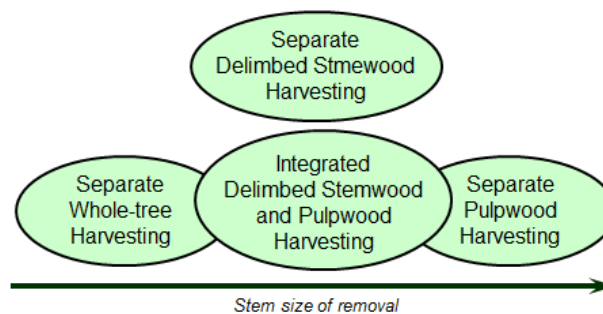 Separate
Delimbed Stmewood
Harvesting
Separate
Whole-tree
Harvesting
Integrated
Delimbed Stemwood
and Pulpwood
Harvesting
Separate
Pulpwood
Harvesting
Stem size of removal